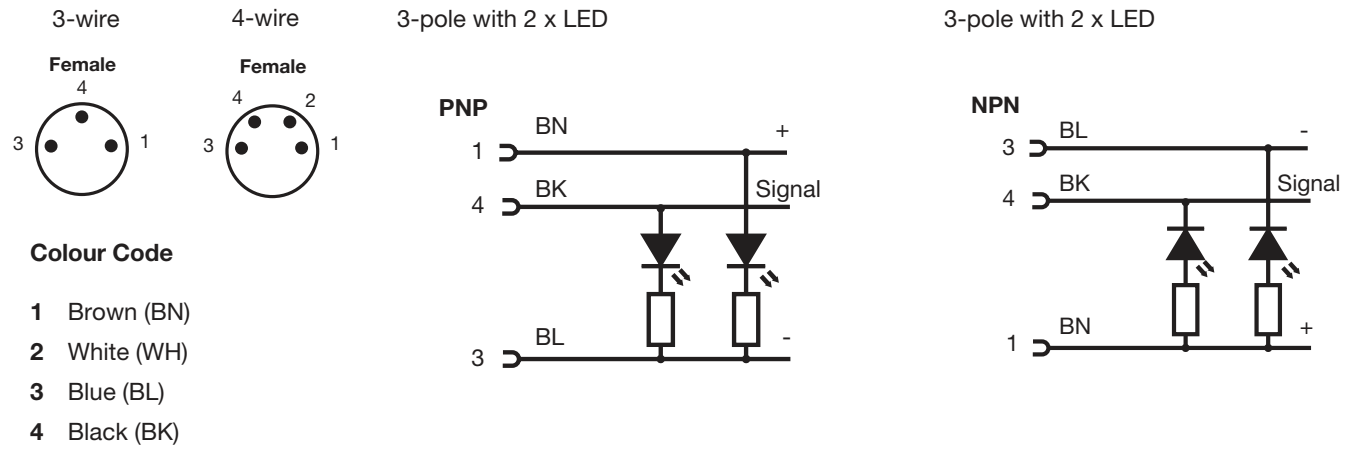 3-wire
4-wire
3-pole with 2 x LED
3-pole with 2 x LED
Female
4
3
1
Female
4
2
3
1
Colour Code
1 Brown (BN)
2 White (WH)
3 Blue (BL)
4 Black (BK)
PNP
BN
+
1
BK
Signal
4
BL
-
3
NPN
BL
-
3
BK
Signal
4
BN
+
1